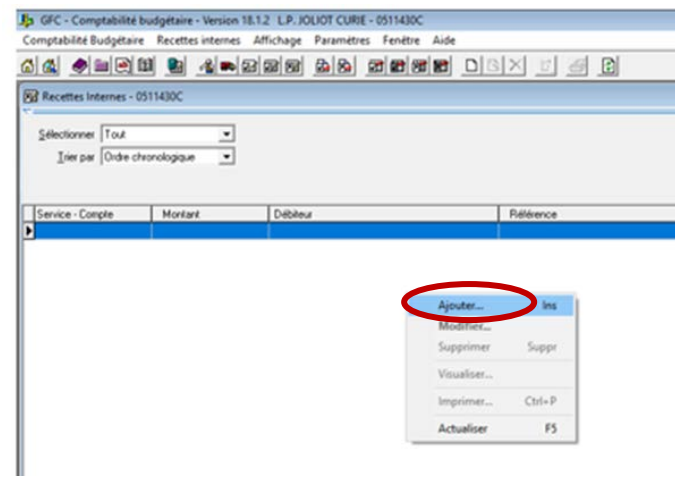 GFC - Comptabilité budgétaire - Version 18.1.2 L.P. JOLIOT CURIE - 0511430C
Comptabilité Budgétaire Recettes internes Affichage Paramètres Fenêtre Aide
Recettes Internes - 0511430C
Sélectionner Tout
Trier par Ordre chronologique
Service - Compte Montant Débiteur Référence
Ajouter... Ins
Modifier...
Supprimer Suppr
Visualiser...
Imprimer... Ctrl+P
Actualiser F5